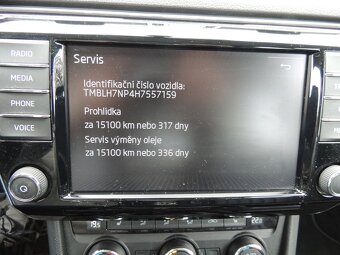 RADIO
MEDIA
PHONE
VOICE
Servis
Identifikační číslo vozidla:
TMBLH7NP4H7557159
Prohlídka
za 15100 km nebo 317 dny
Servis výměny oleje
za 15100 km nebo 336 dny